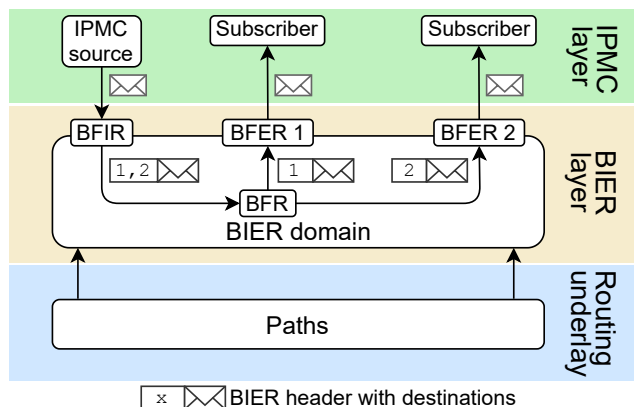 IPMC
source
Subscriber
Subscriber
IPMC
layer
BFIR
BFER 1
BFER 2
1,2
1
2
BFR
BIER domain
BIER
layer
Paths
Routing
underlay
x
BIER header with destinations